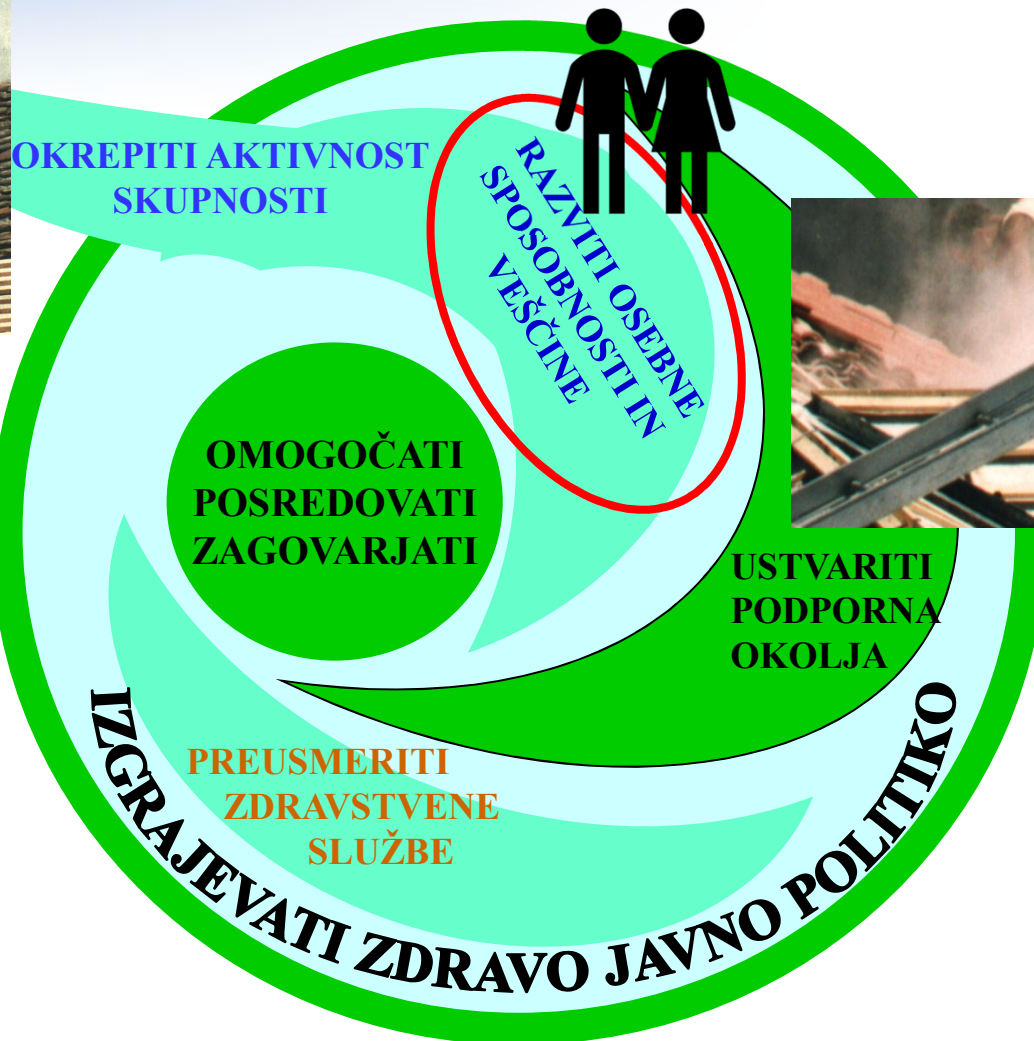 OKREPITI AKTIVNOST
SKUPNOSTI
RAZVITI OSEBNE
SPOSOBNOSTI IN
VEŠČINE
OMOGOČATI
POSREDOVATI
ZAGOVARJATI
USTVARITI
PODPORNA
OKOLJA
PREUSMERITI
ZDRAVSTVENE
SLUŽBE
IZGRAJEVATI ZDRAVO JAVNO POLITIKO